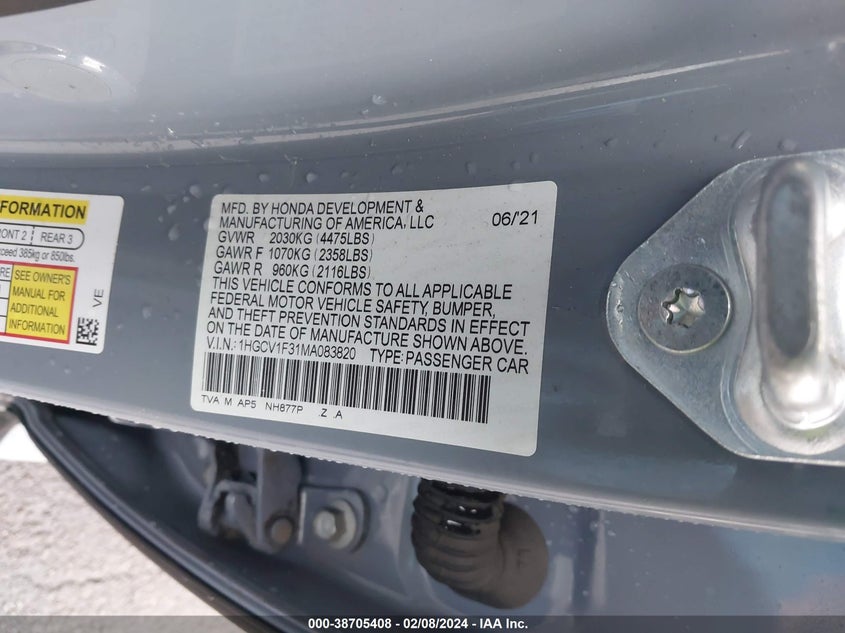 FORMATION
ONT 2 REAR 3
xceed 385kg or 850lbs.
SEE OWNER'S
MANUAL FOR
ADDITIONAL
INFORMATION
VE
MFD. BY HONDA DEVELOPMENT & 06/'21
MANUFACTURING OF AMERICA, LLC
GVWR 2030KG (4475LBS)
GAWR F 1070KG (2358LBS)
GAWR R 960KG (2116LBS)
THIS VEHICLE CONFORMS TO ALL APPLICABLE
FEDERAL MOTOR VEHICLE SAFETY, BUMPER,
AND THEFT PREVENTION STANDARDS IN EFFECT
ON THE DATE OF MANUFACTURE SHOWN ABOVE.
V.I.N.: 1HGCV1F31MA083820 TYPE: PASSENGER CAR
TVA M AP5 NH877P Z A
000-38705408 - 02/08/2024 - IAA Inc.